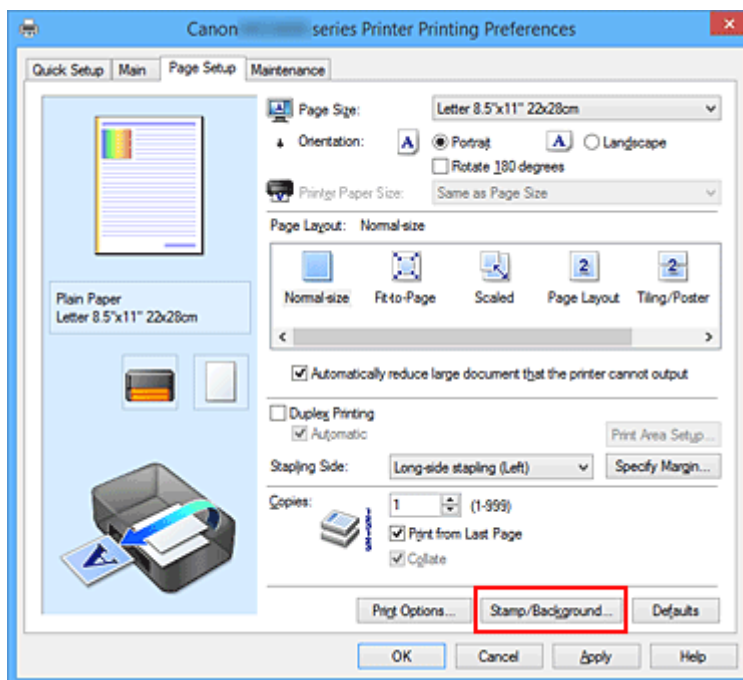 Canon series Printer Printing Preferences
Quick Setup Main Page Setup Maintenance
Page Size: Letter 8.5"x11" 22x28cm
Orientation: A Portrait A Landscape
Rotate 180 degrees
Printer Paper Size: Same as Page Size
Page Layout: Normal-size
2 2
Normal-size Fit-to-Page Scaled Page Layout Tiling/Poster
Plain Paper
Letter 8.5"x11" 22x28cm
Automatically reduce large document that the printer cannot output
Duplex Printing
Automatic
Print Area Setup...
Stapling Side: Long-side stapling (Left) Specify Margin...
Copies: 1 (1-999)
Print from Last Page
Collate
A
Print Options... Stamp/Background... Defaults
OK Cancel Apply Help